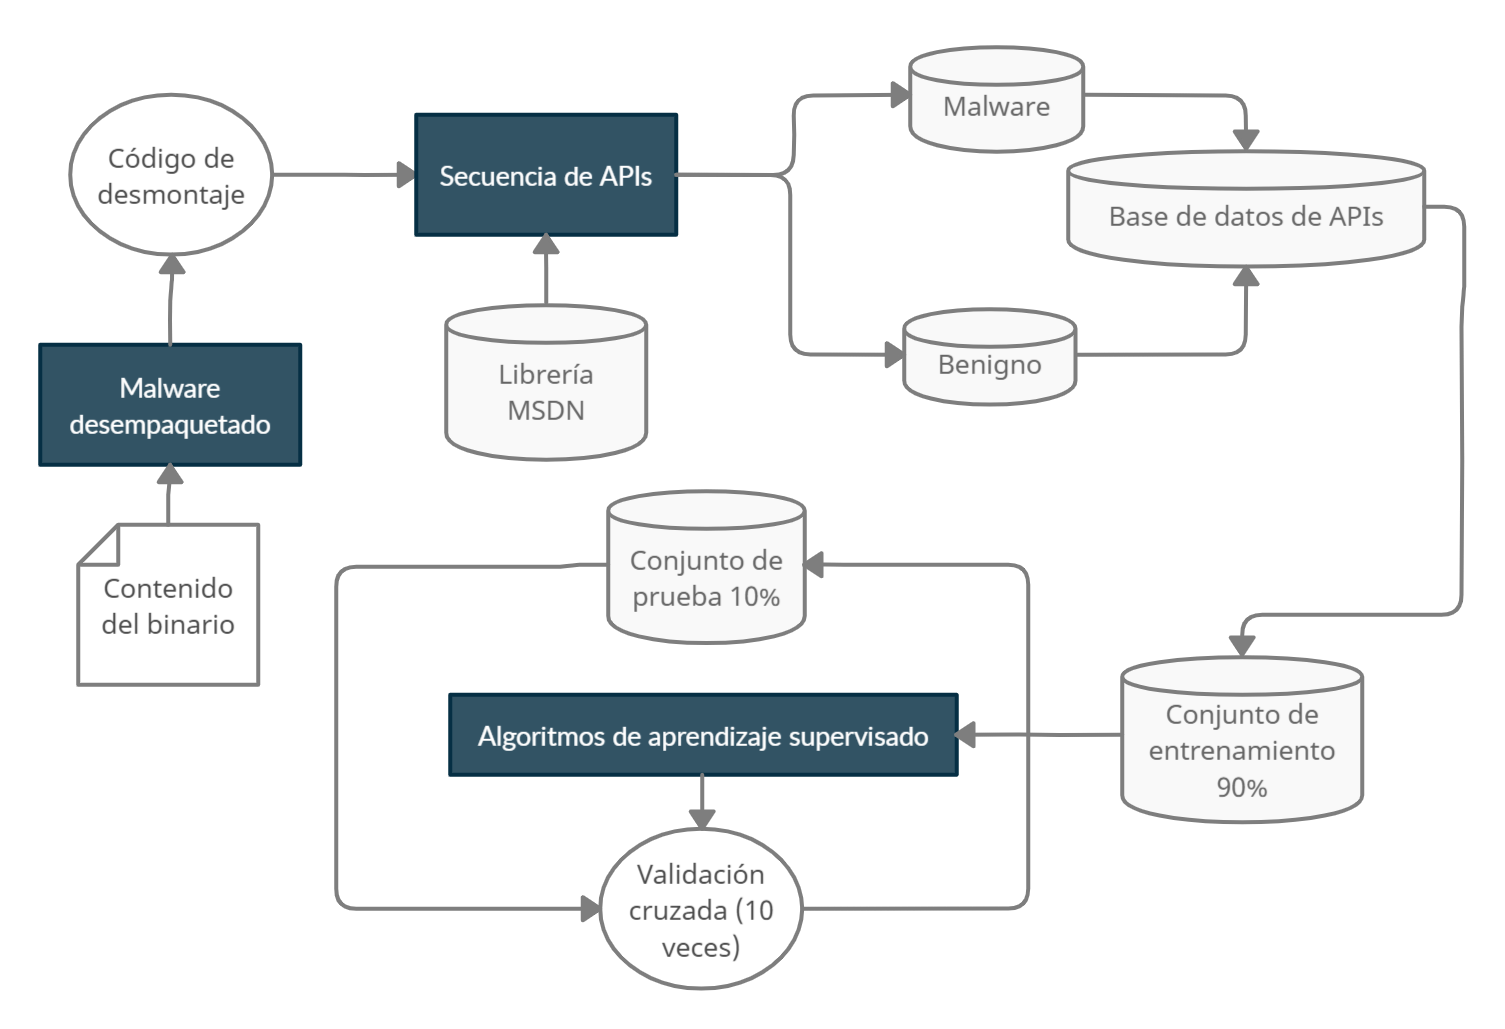 Malware
Código de
desmontaje
Secuencia de APIs
Base de datos de APIs
Benigno
Librería
MSDN
Malware
desempaquetado
Contenido
del binario
Conjunto de
prueba 10%
Algoritmos de aprendizaje supervisado
Conjunto de
entrenamiento
90%
Validación
cruzada (10
veces)